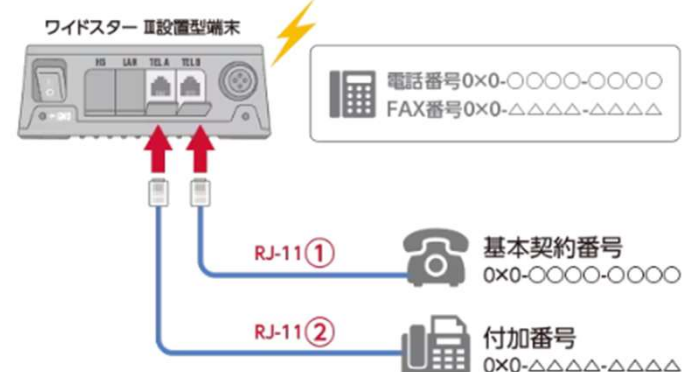 ワイドスター Ⅱ設置型端末
HS LAN TEL A TEL B
電話番号0×0-○○○○-○○○○
FAX番号0×0-△△△△-△△△△
RJ-11①
基本契約番号
0×0-○○○○-○○○○
RJ-11②
付加番号
0×0-△△△△-△△△△